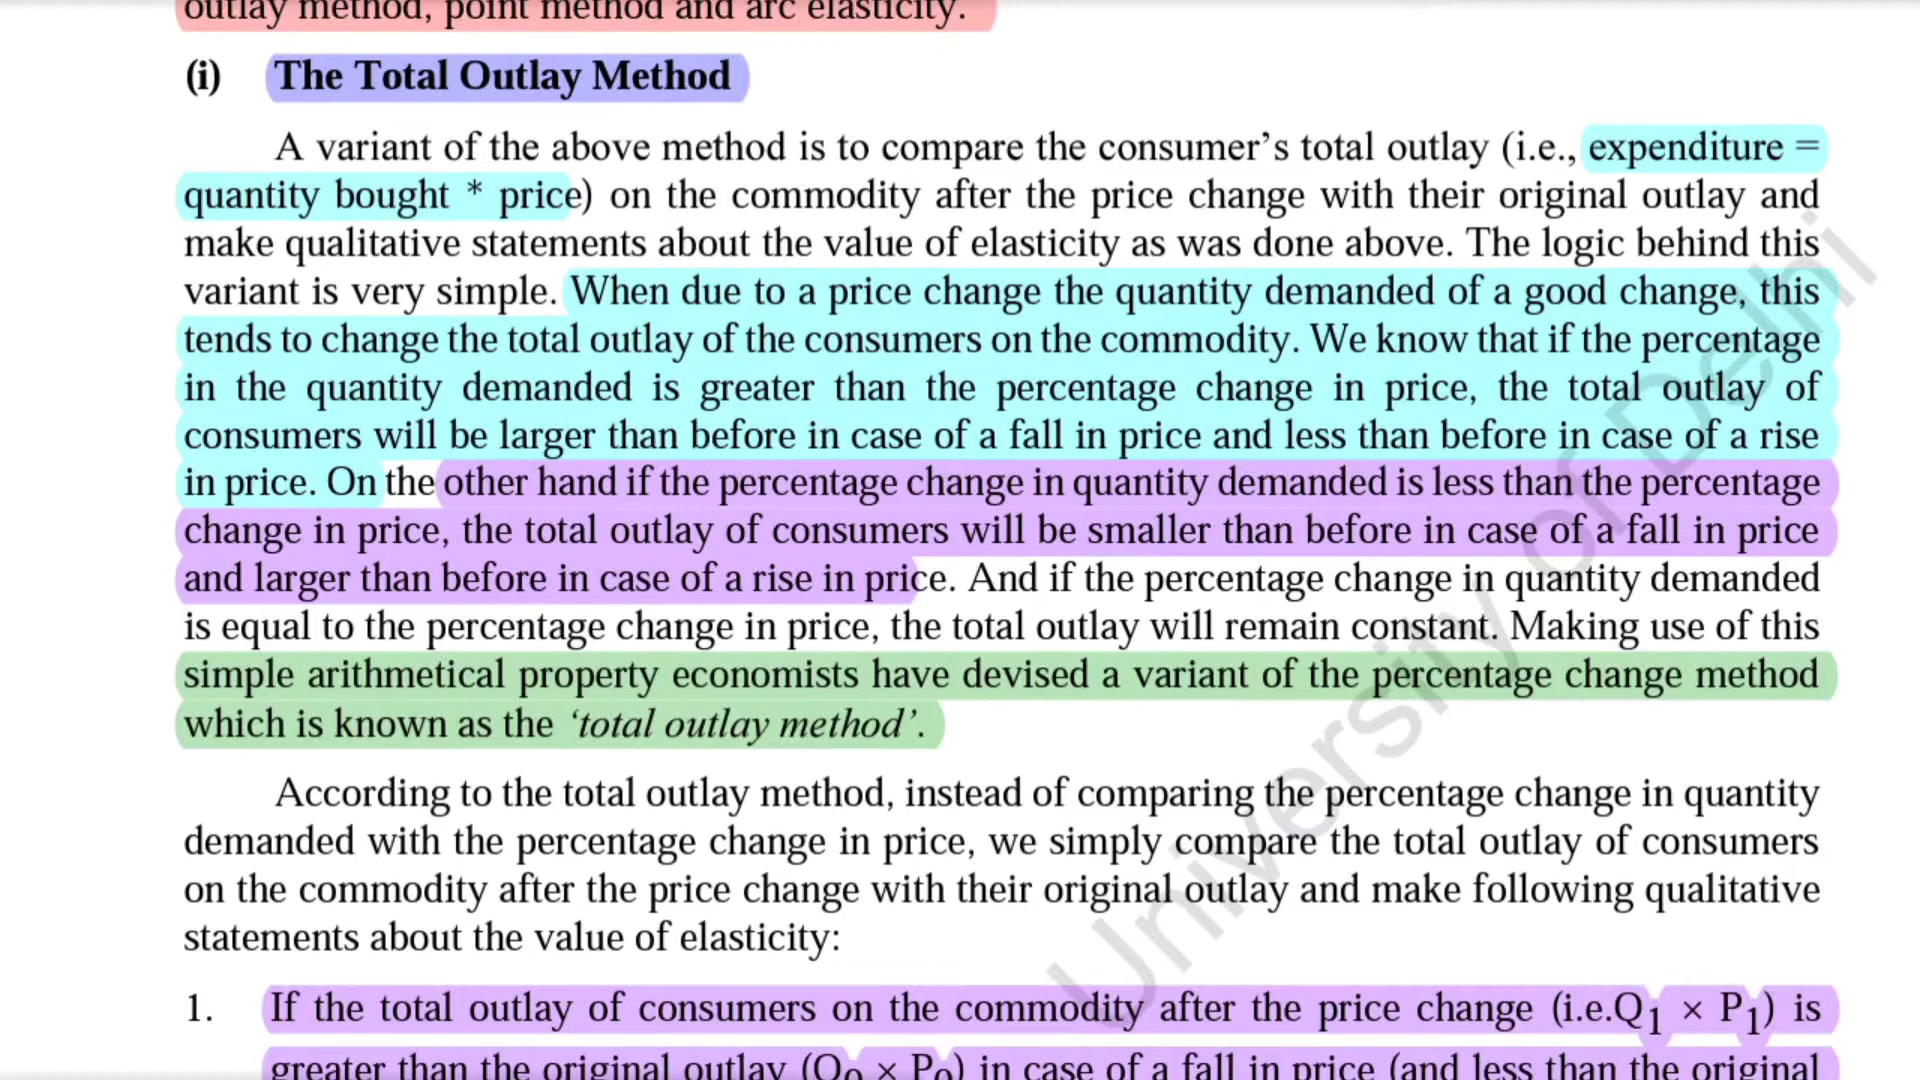 outlay method, point method and arc elasticity.
(i) The Total Outlay Method
A variant of the above method is to compare the consumer’s total outlay (i.e., expenditure =
quantity bought * price) on the commodity after the price change with their original outlay and
make qualitative statements about the value of elasticity as was done above. The logic behind this
variant is very simple. When due to a price change the quantity demanded of a good change, this
tends to change the total outlay of the consumers on the commodity. We know that if the percentage
in the quantity demanded is greater than the percentage change in price, the total outlay of
consumers will be larger than before in case of a fall in price and less than before in case of a rise
in price. On the other hand if the percentage change in quantity demanded is less than the percentage
change in price, the total outlay of consumers will be smaller than before in case of a fall in price
and larger than before in case of a rise in price. And if the percentage change in quantity demanded
is equal to the percentage change in price, the total outlay will remain constant. Making use of this
simple arithmetical property economists have devised a variant of the percentage change method
which is known as the ‘total outlay method’.
According to the total outlay method, instead of comparing the percentage change in quantity
demanded with the percentage change in price, we simply compare the total outlay of consumers
on the commodity after the price change with their original outlay and make following qualitative
statements about the value of elasticity:
1. If the total outlay of consumers on the commodity after the price change (i.e.Q₁ × P₁) is
greater than the original outlay (Q₀ × P₀) in case of a fall in price (and less than the original
University of Delhi